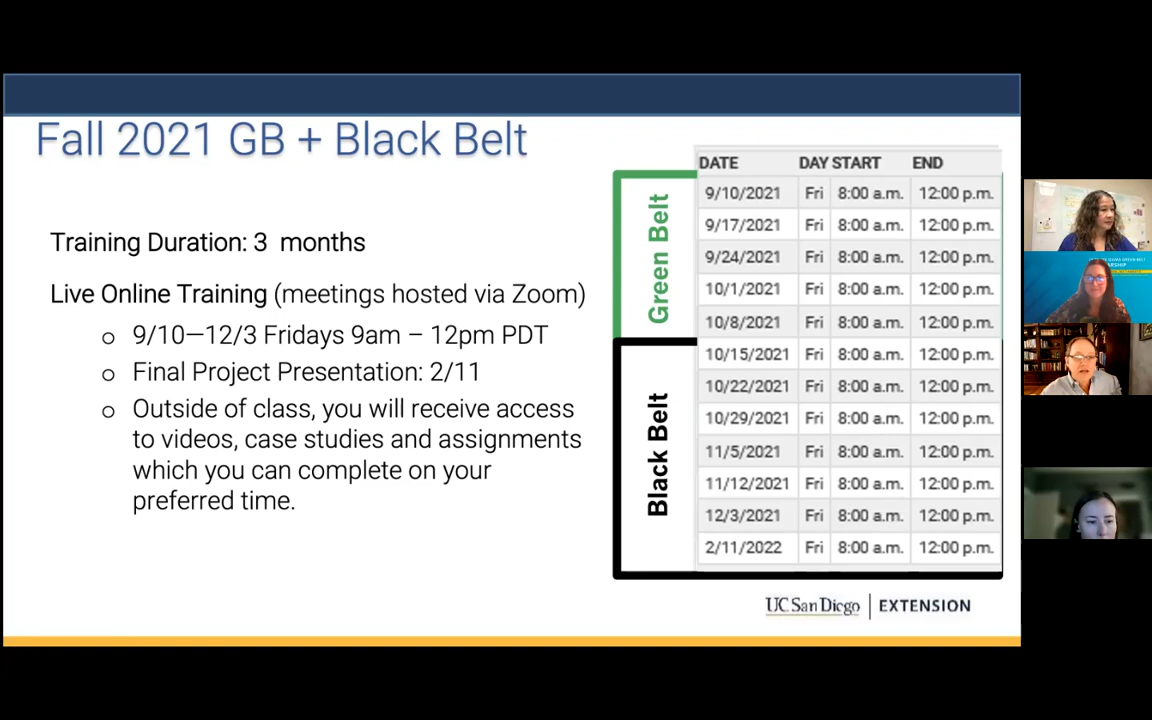 Fall 2021 GB + Black Belt
Training Duration: 3 months
Live Online Training (meetings hosted via Zoom)
o 9/10—12/3 Fridays 9am – 12pm PDT
o Final Project Presentation: 2/11
o Outside of class, you will receive access
to videos, case studies and assignments
which you can complete on your
preferred time.
Green Belt
Black Belt
DATE DAY START END
9/10/2021 Fri 8:00 a.m. 12:00 p.m.
9/17/2021 Fri 8:00 a.m. 12:00 p.m.
9/24/2021 Fri 8:00 a.m. 12:00 p.m.
10/1/2021 Fri 8:00 a.m. 12:00 p.m.
10/8/2021 Fri 8:00 a.m. 12:00 p.m.
10/15/2021 Fri 8:00 a.m. 12:00 p.m.
10/22/2021 Fri 8:00 a.m. 12:00 p.m.
10/29/2021 Fri 8:00 a.m. 12:00 p.m.
11/5/2021 Fri 8:00 a.m. 12:00 p.m.
11/12/2021 Fri 8:00 a.m. 12:00 p.m.
12/3/2021 Fri 8:00 a.m. 12:00 p.m.
2/11/2022 Fri 8:00 a.m. 12:00 p.m.
UC San Diego | EXTENSION